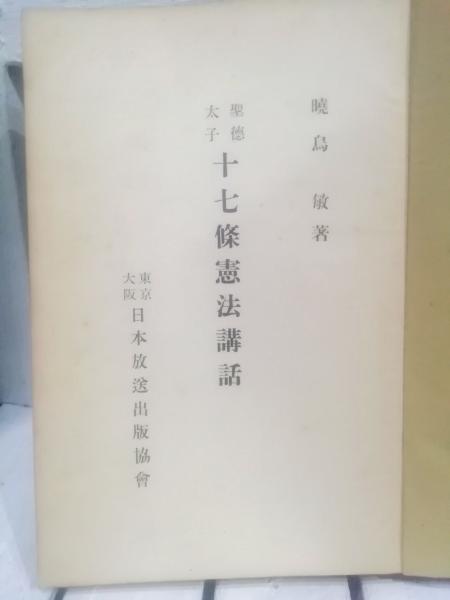 曉烏 敏著
聖德
太子
十七條憲法講話
東京
大阪
日本放送出版協會